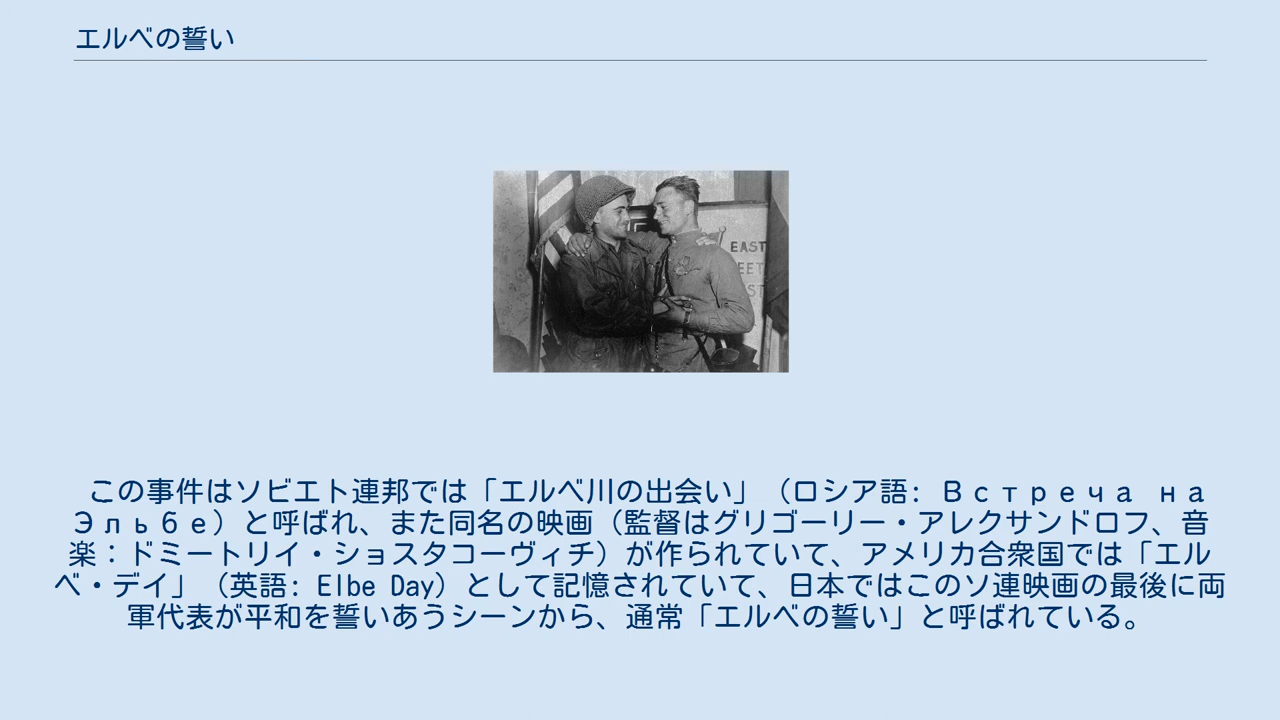 エルベの誓い
EAST
EET
ST
この事件はソビエト連邦では「エルベ川の出会い」（ロシア語: Встреча на
Эльбе）と呼ばれ、また同名の映画（監督はグリゴーリー・アレクサンドロフ、音
楽：ドミートリイ・ショスタコーヴィチ）が作られていて、アメリカ合衆国では「エル
ベ・デイ」（英語: Elbe Day）として記憶されていて、日本ではこのソ連映画の最後に両
軍代表が平和を誓いあうシーンから、通常「エルベの誓い」と呼ばれている。